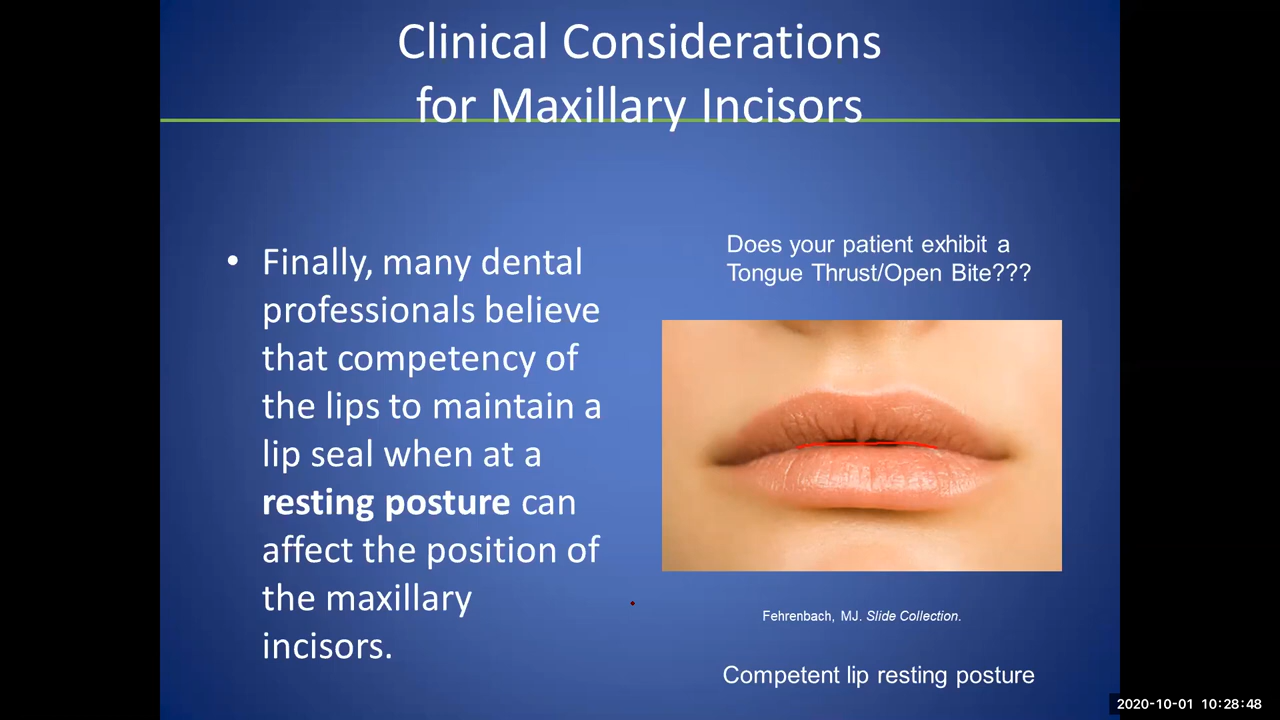 Clinical Considerations
for Maxillary Incisors
• Finally, many dental
professionals believe
that competency of
the lips to maintain a
lip seal when at a
resting posture can
affect the position of
the maxillary
incisors.
Does your patient exhibit a
Tongue Thrust/Open Bite???
Fehrenbach, MJ. Slide Collection.
Competent lip resting posture
2020-10-01 10:28:48